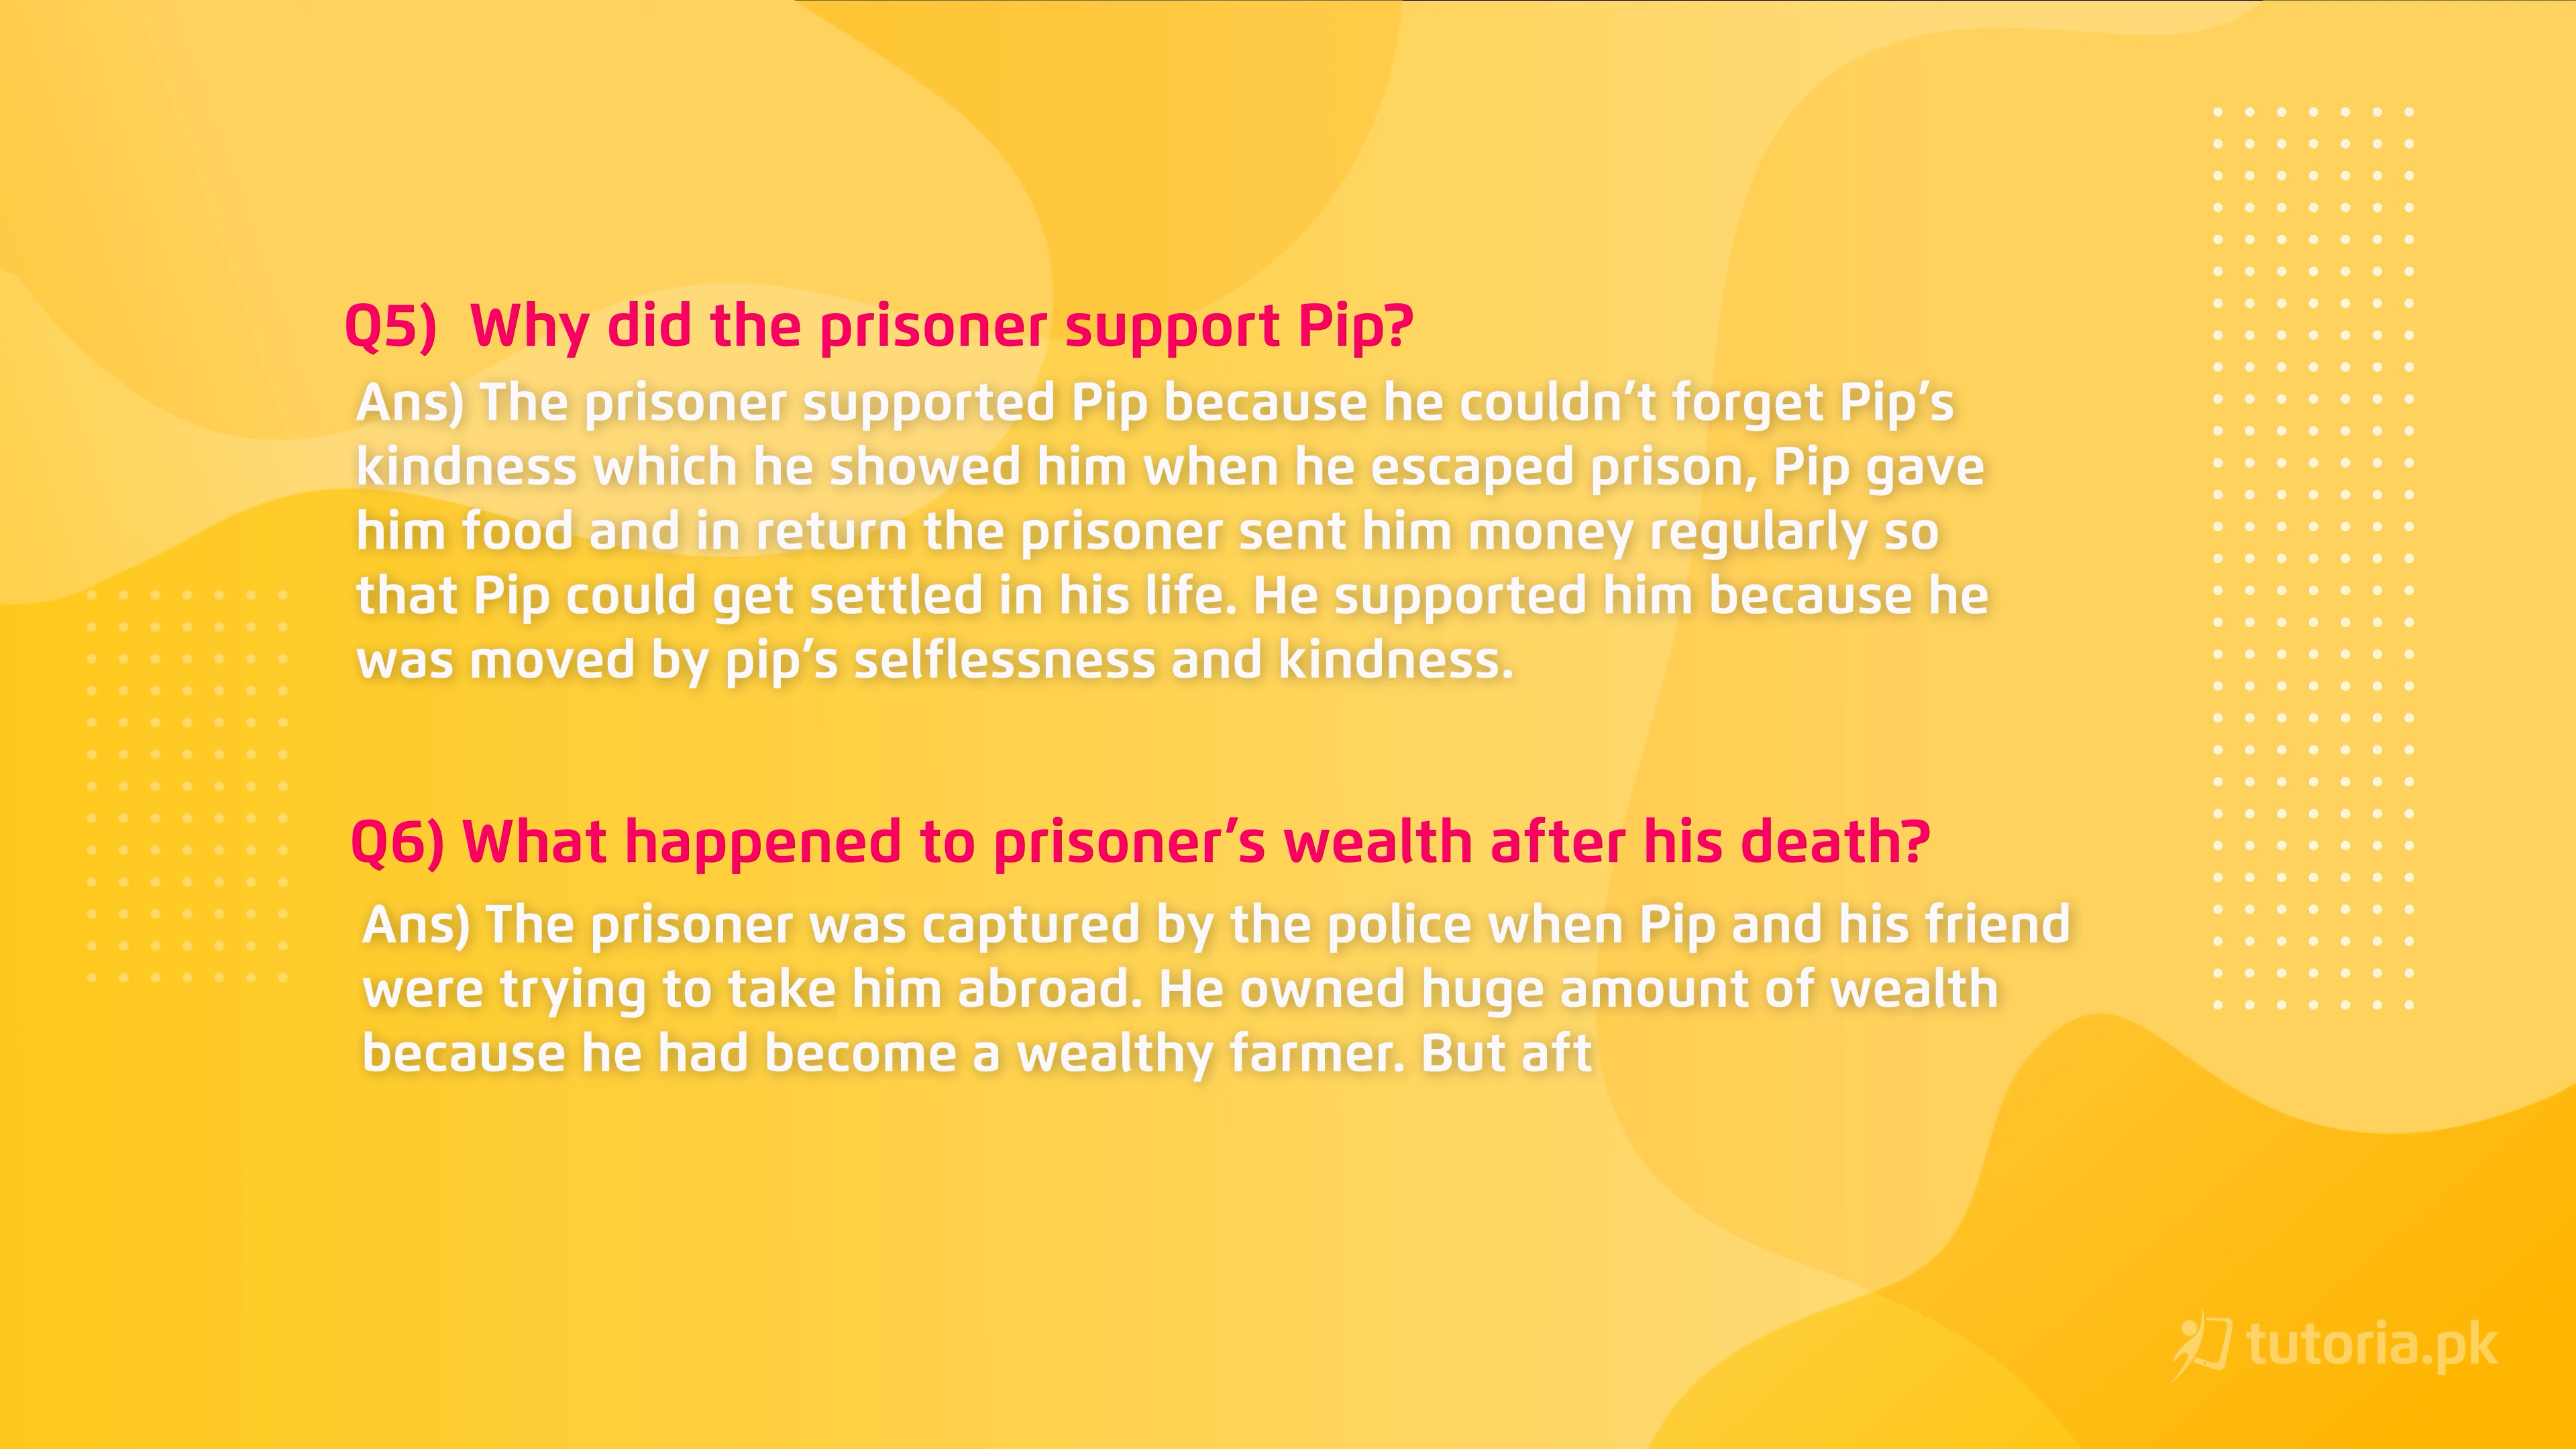 Q5)  Why did the prisoner support Pip?
Ans) The prisoner supported Pip because he couldn’t forget Pip’s
kindness which he showed him when he escaped prison, Pip gave
him food and in return the prisoner sent him money regularly so
that Pip could get settled in his life. He supported him because he
was moved by pip’s selflessness and kindness.
Q6) What happened to prisoner’s wealth after his death?
Ans) The prisoner was captured by the police when Pip and his friend
were trying to take him abroad. He owned huge amount of wealth
because he had become a wealthy farmer. But aft
tutoria.pk